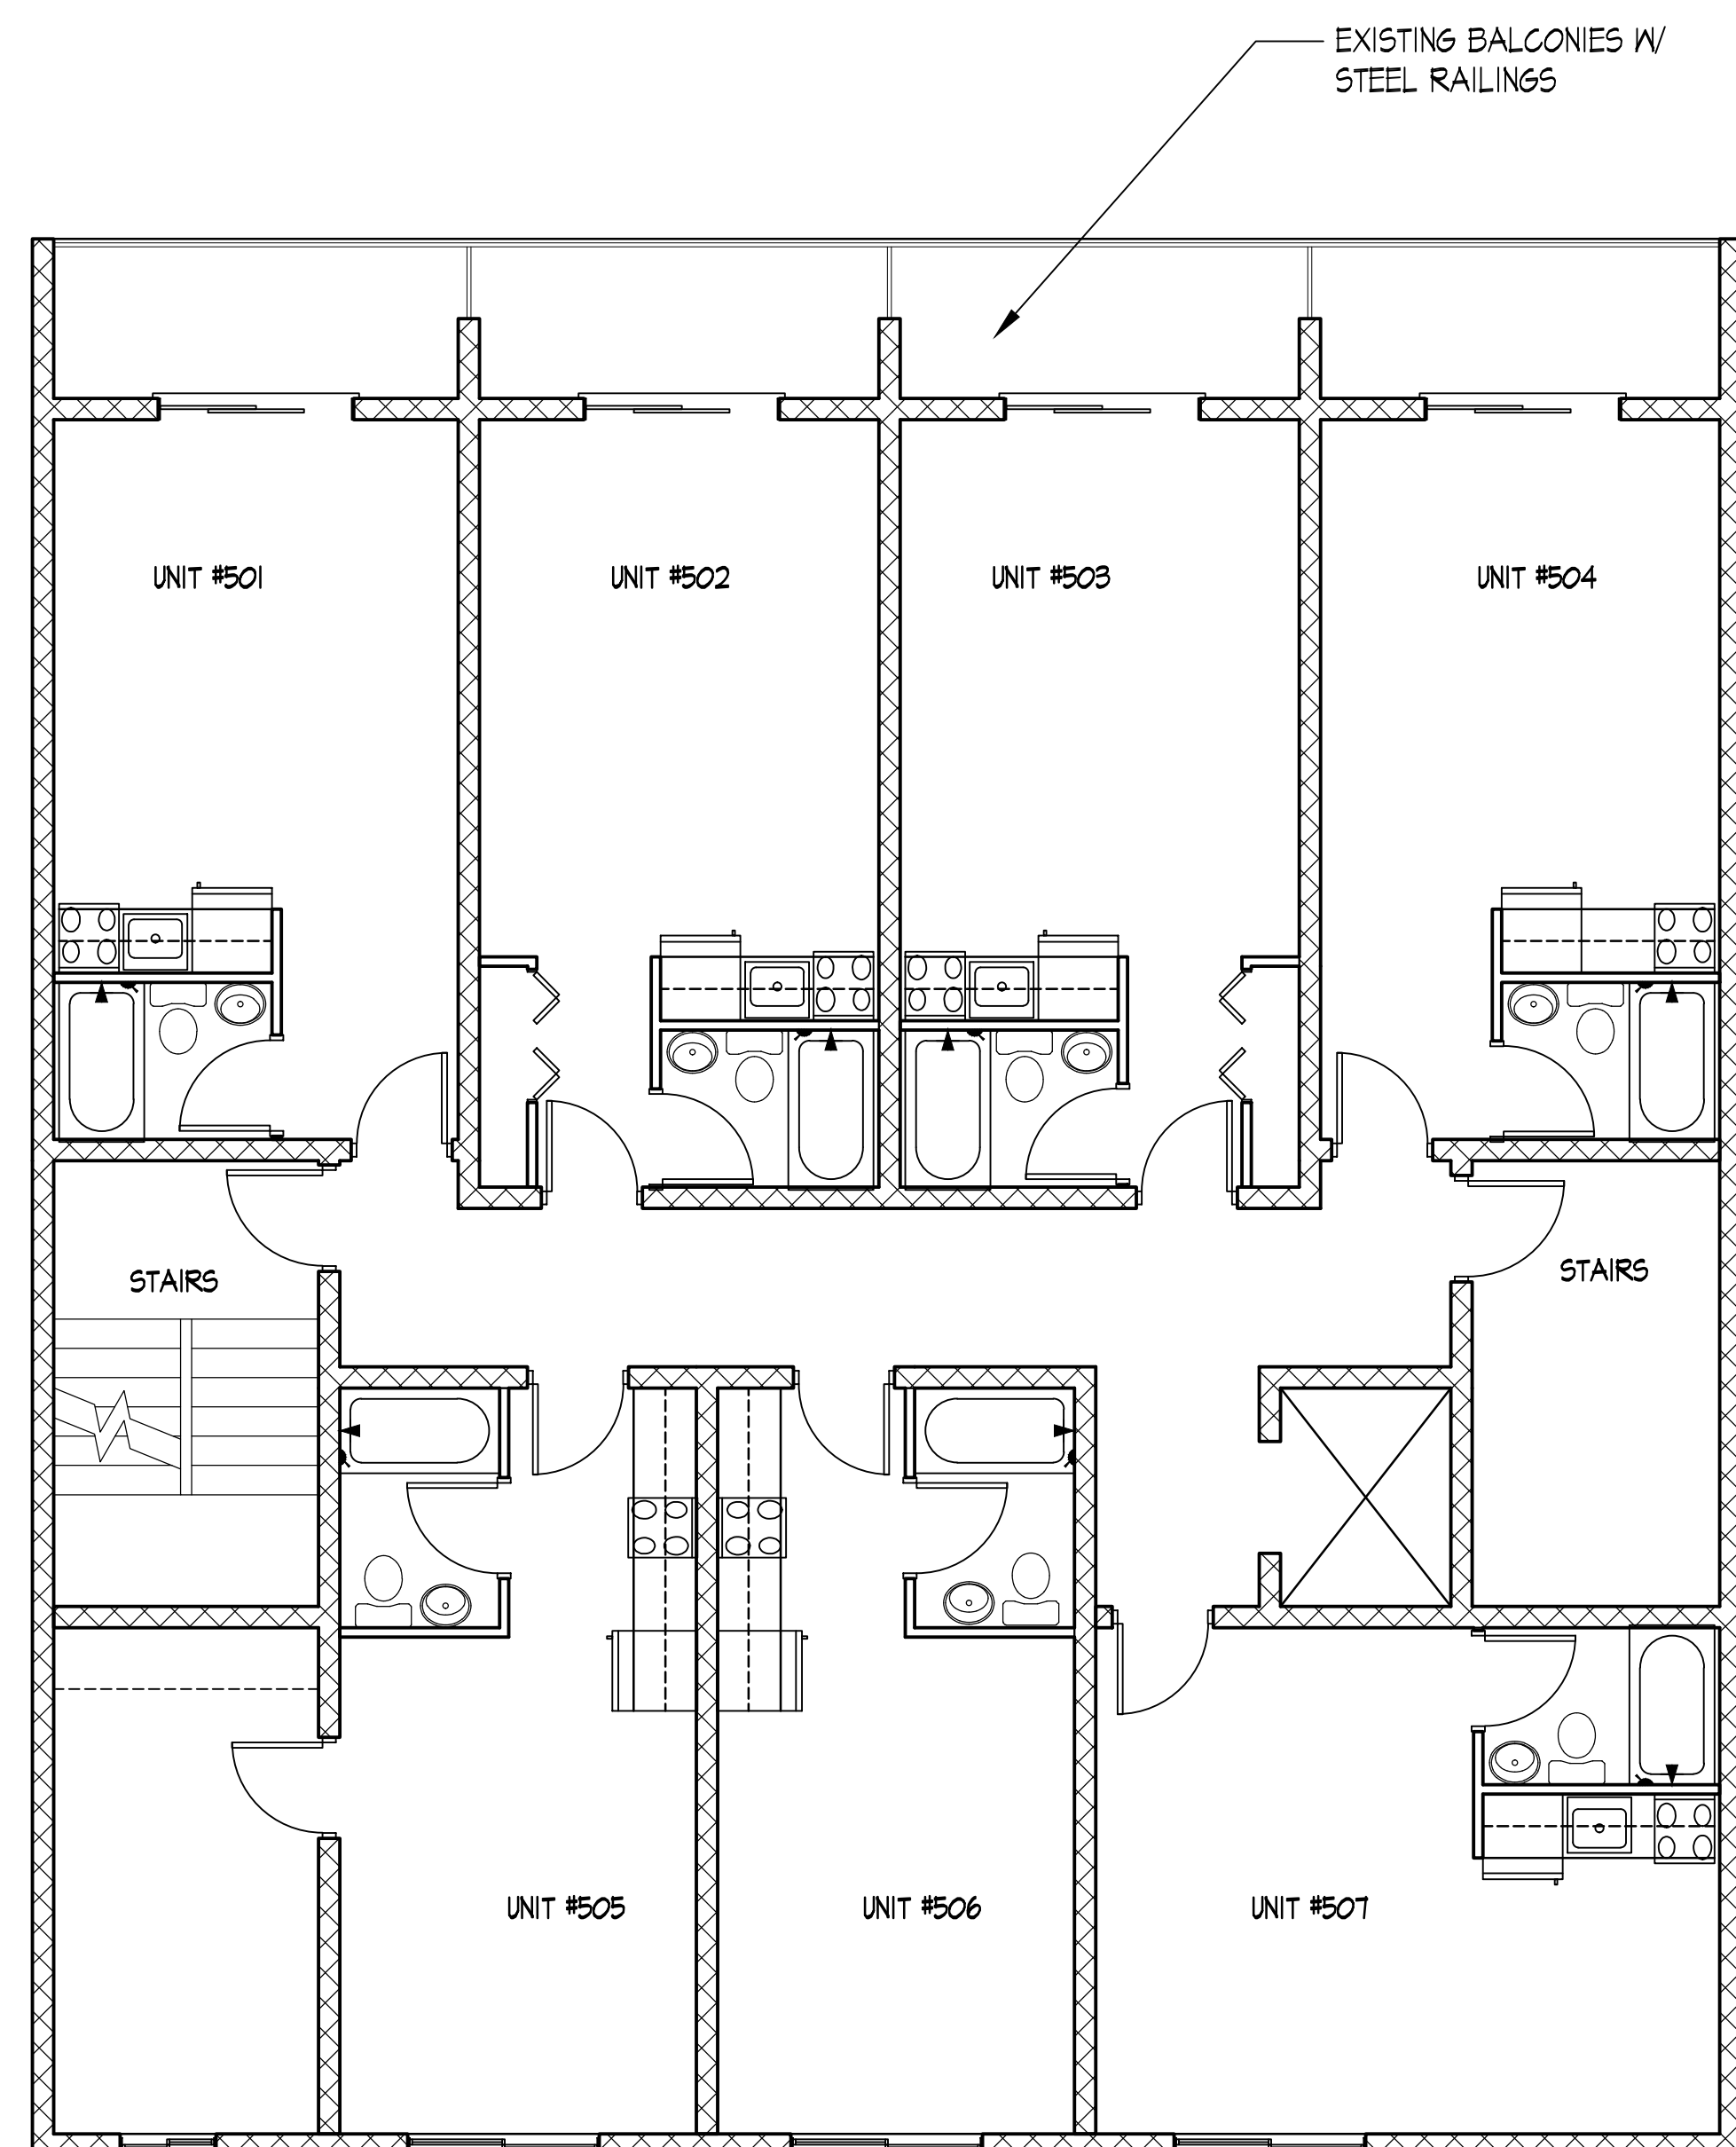 EXISTING BALCONIES W/
STEEL RAILINGS
UNIT #501
UNIT #502
UNIT #503
UNIT #504
STAIRS
STAIRS
UNIT #505
UNIT #506
UNIT #507